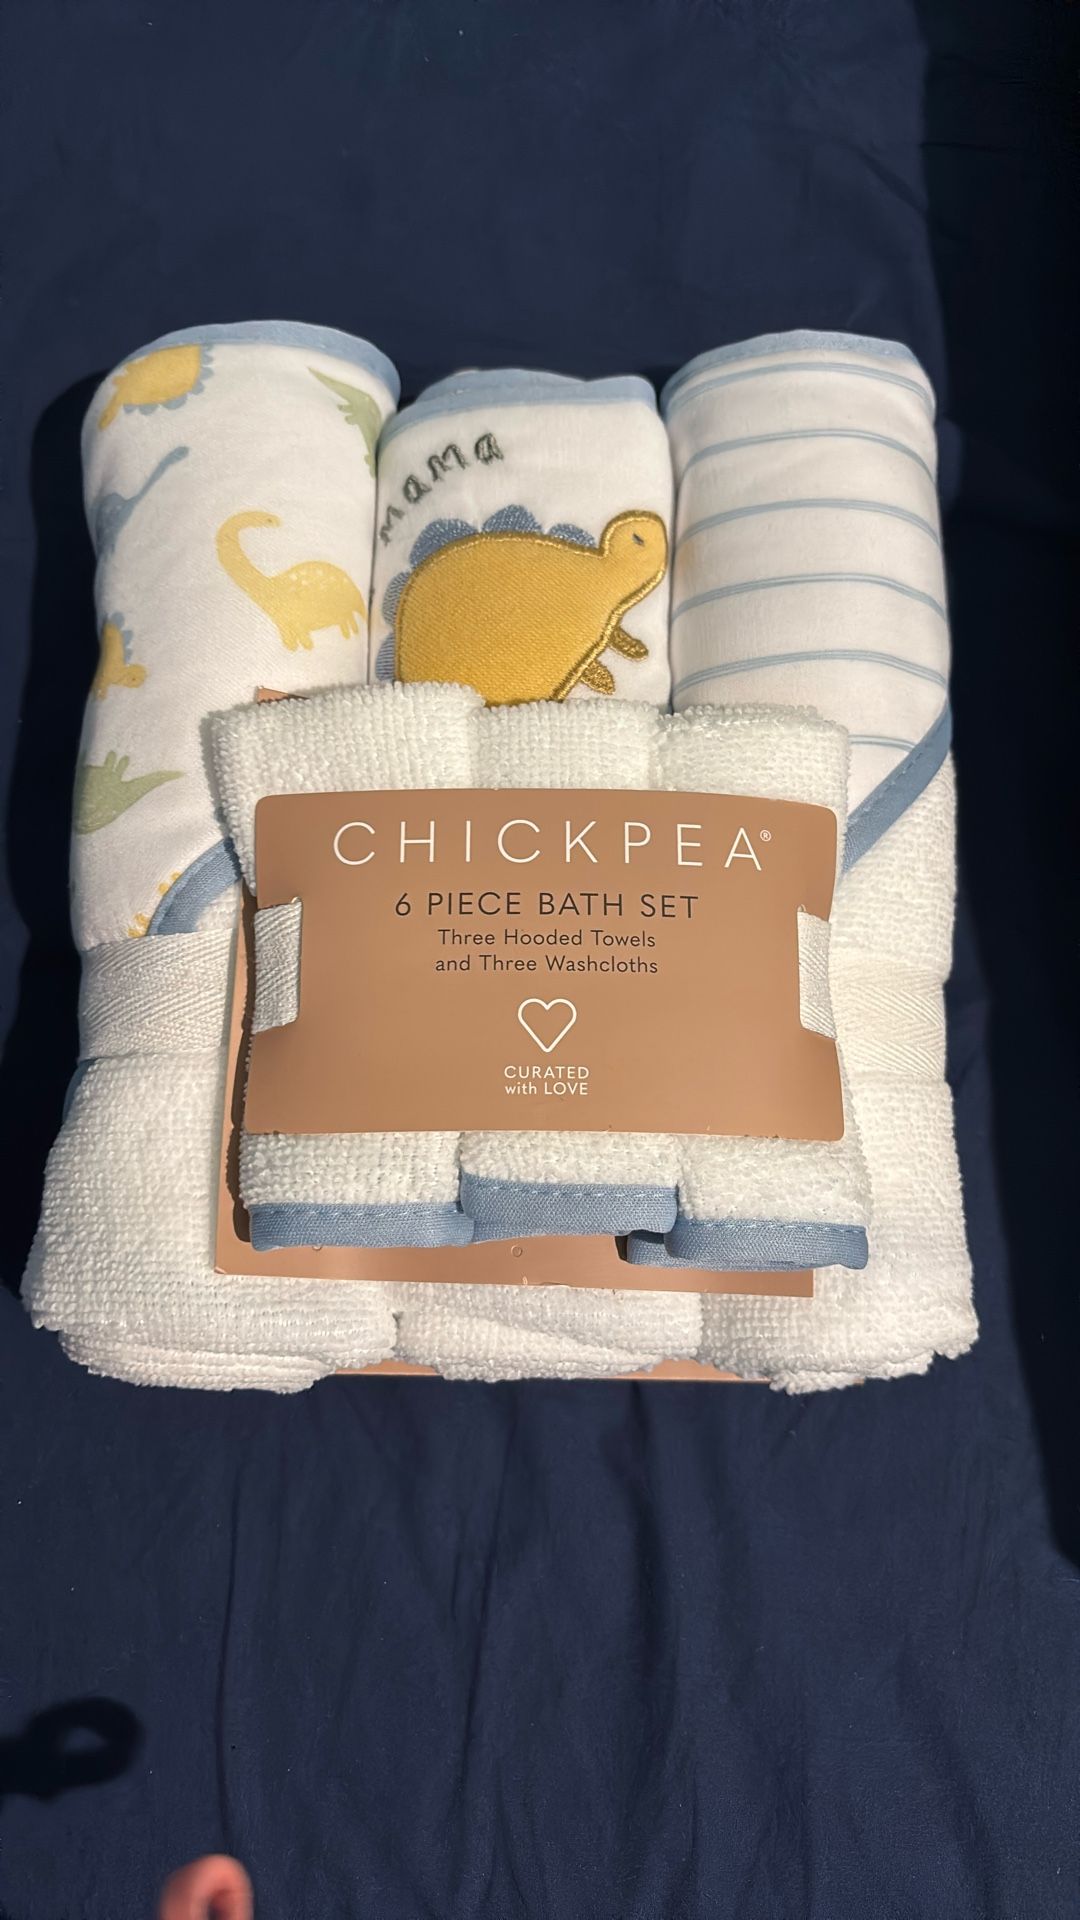 mama
CHICKPEA®
6 PIECE BATH SET
Three Hooded Towels
and Three Washcloths
CURATED
with LOVE